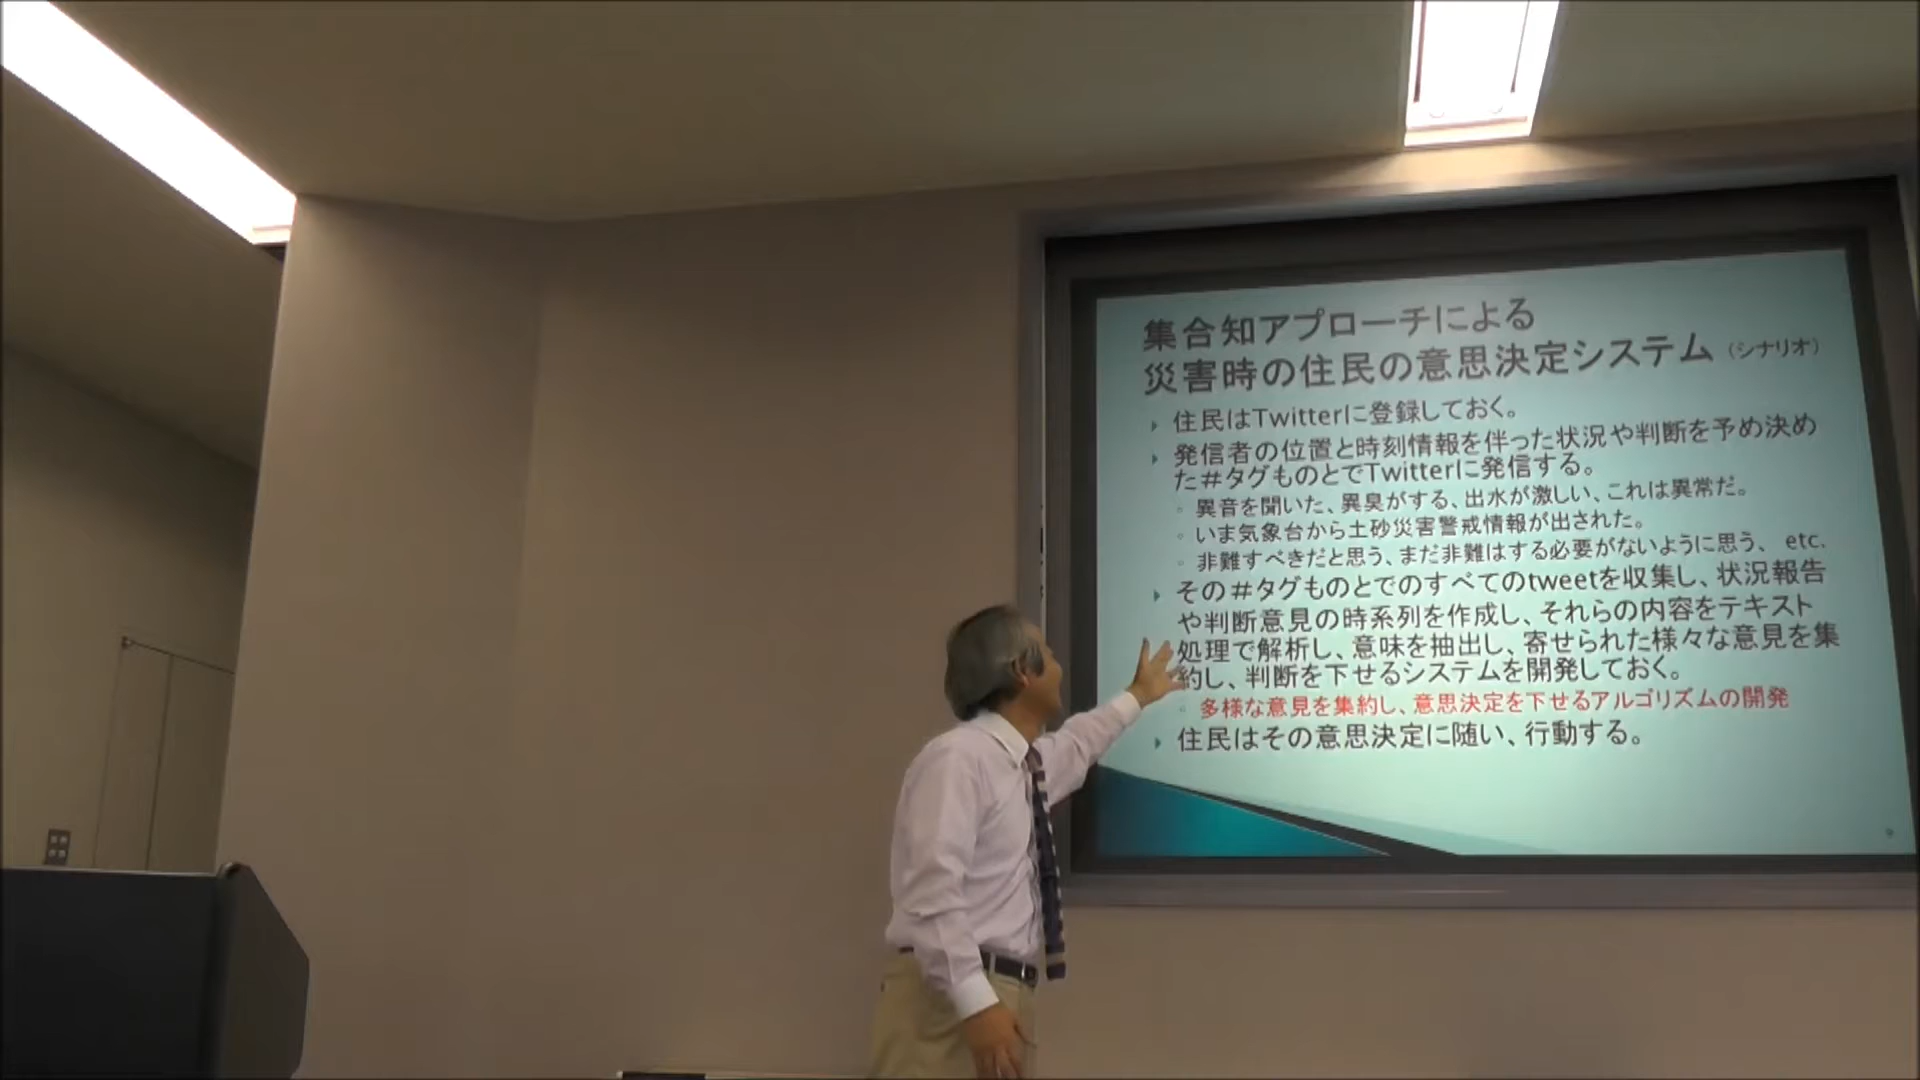 集合知アプローチによる
災害時の住民の意思決定システム（シナリオ）
住民はTwitterに登録しておく。
発信者の位置と時刻情報を伴った状況や判断を予め決め
た＃タグものとでTwitterに発信する。
異音を聞いた、異臭がする、出水が激しい、これは異常だ。
いま気象台から土砂災害警戒情報が出された。
非難すべきだと思う、まだ非難はする必要がないように思う、 etc.
その＃タグものとでのすべてのtweetを収集し、状況報告
や判断意見の時系列を作成し、それらの内容をテキスト
処理で解析し、意味を抽出し、寄せられた様々な意見を集
約し、判断を下せるシステムを開発しておく。
多様な意見を集約し、意思決定を下せるアルゴリズムの開発
住民はその意思決定に随い、行動する。
9